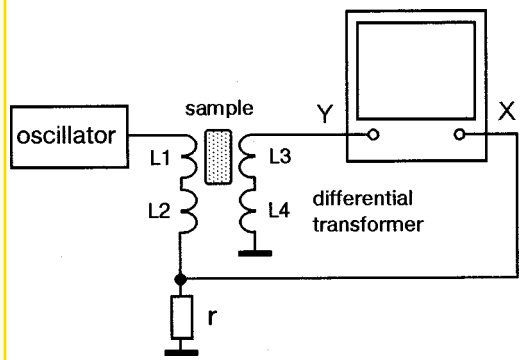 oscillator
sample
Y
X
L1
L3
L2
L4
differential
transformer
r